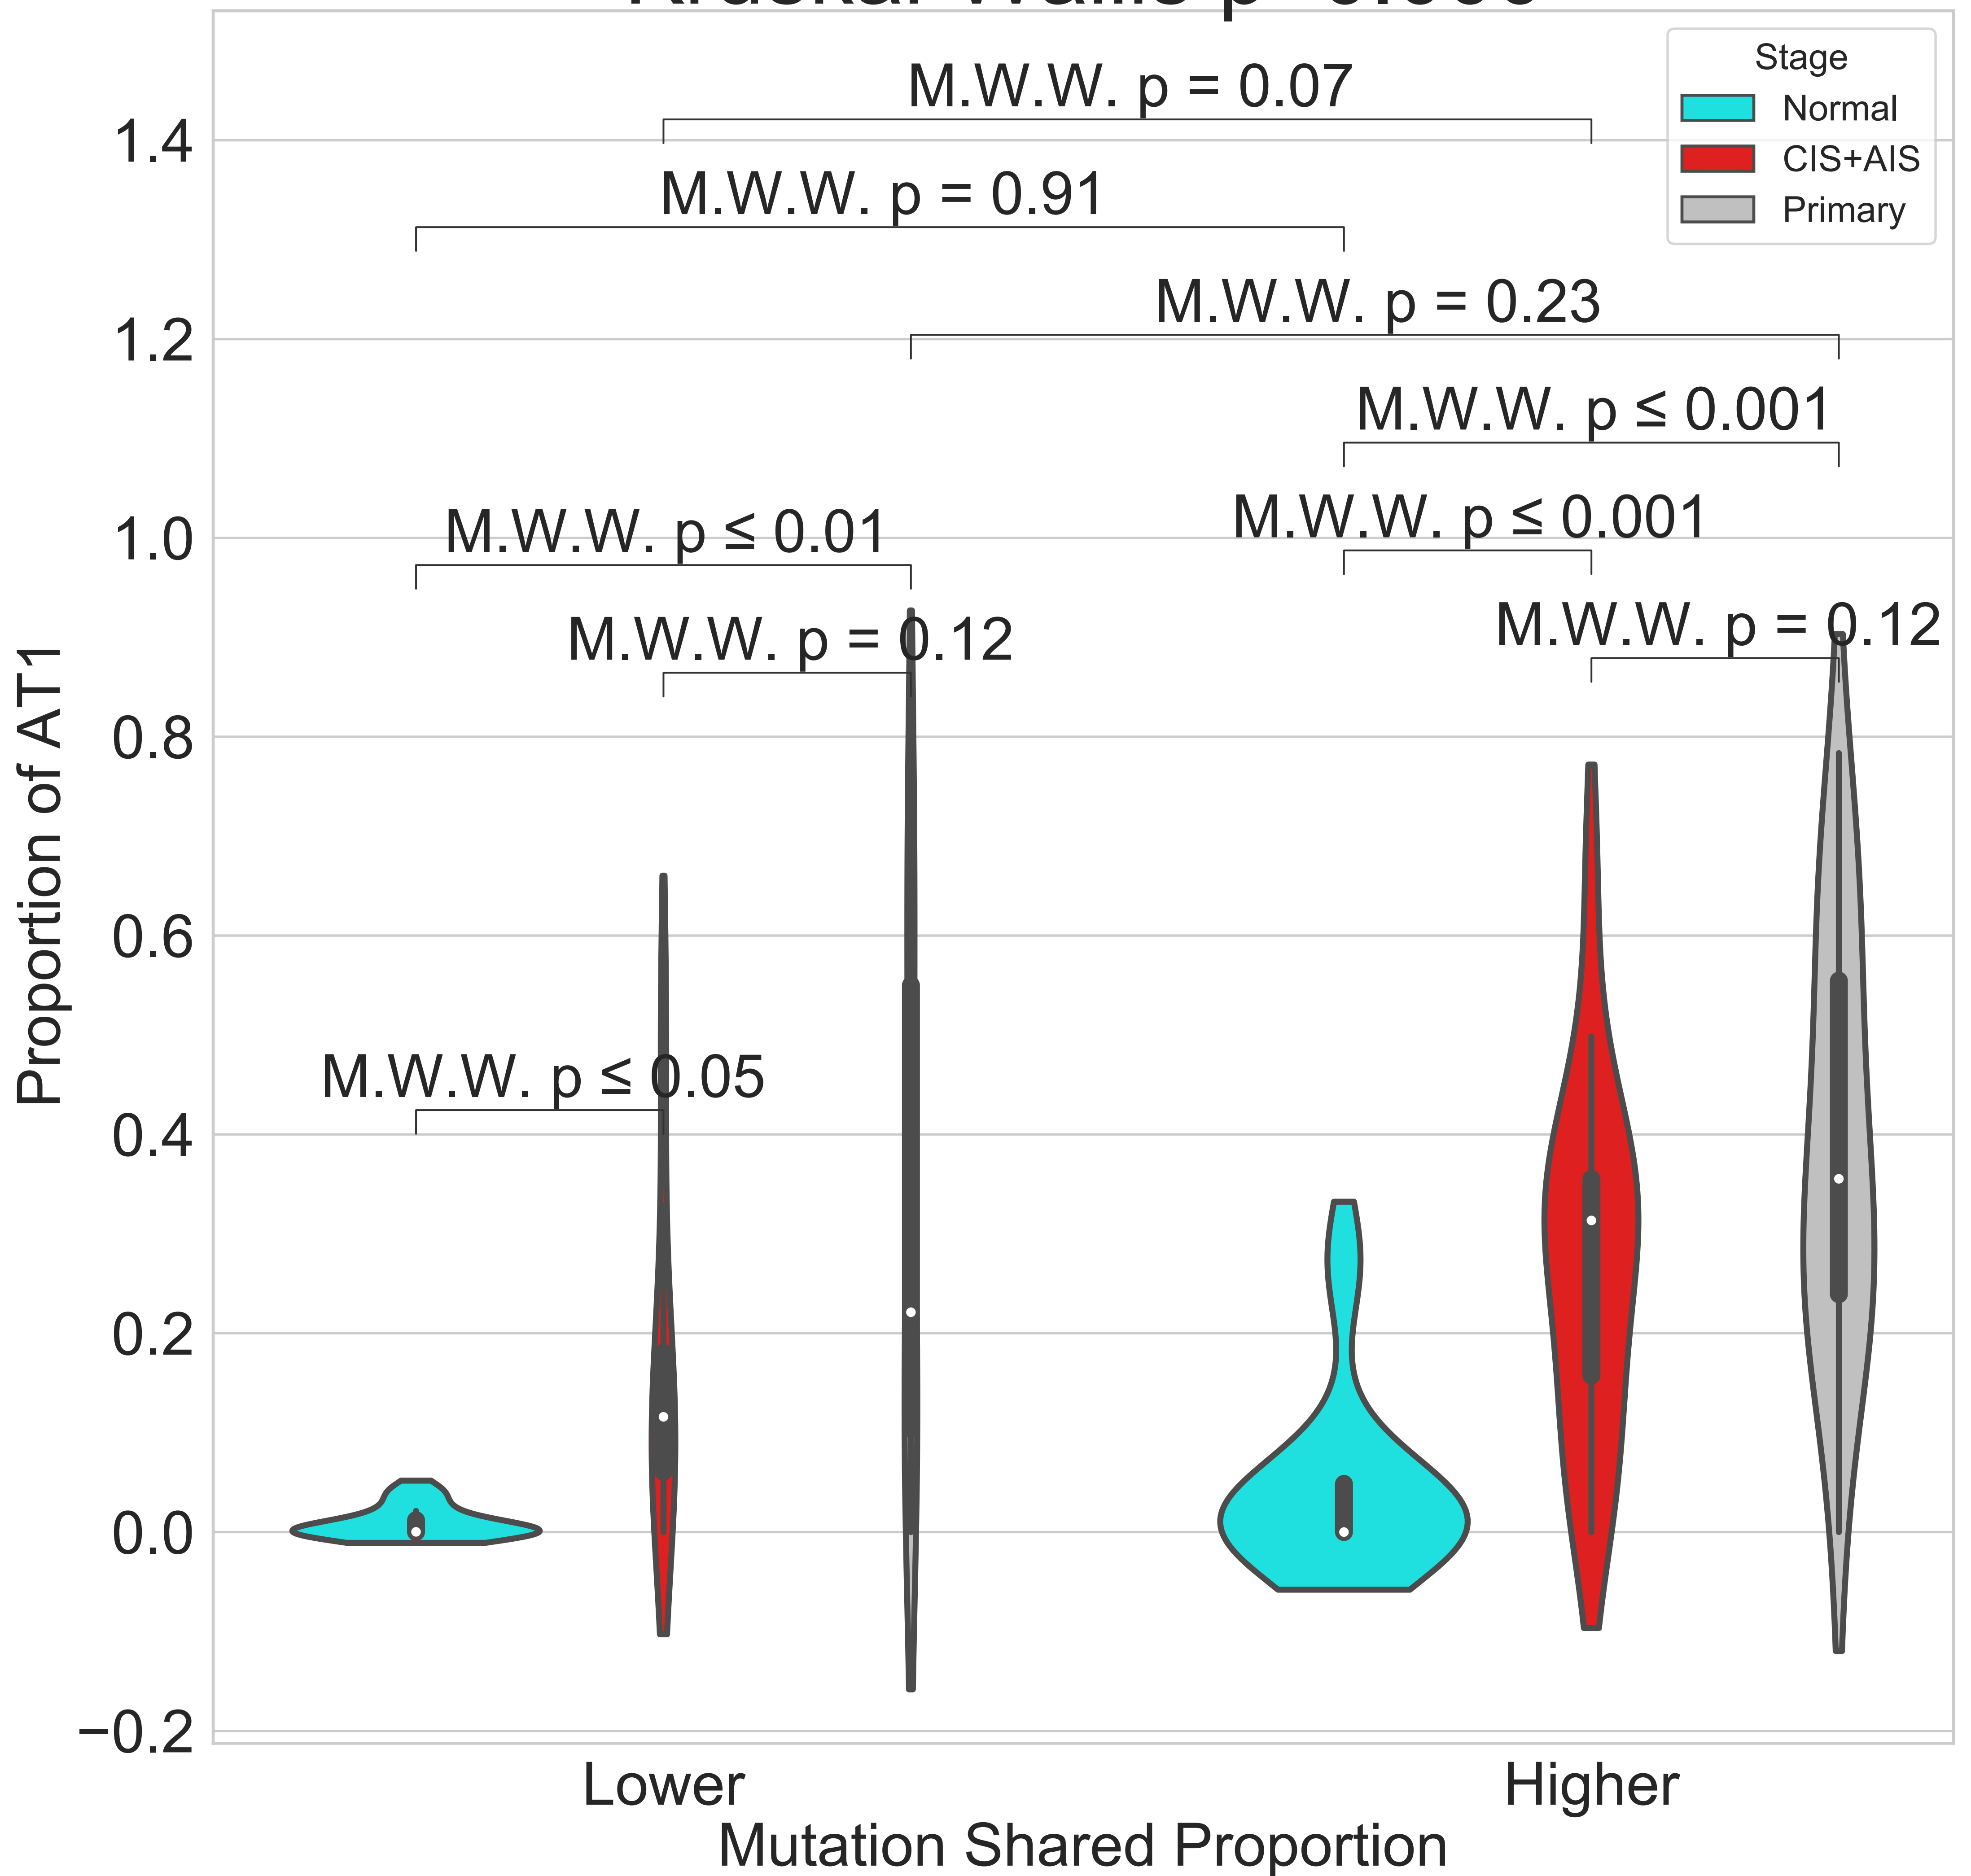 Stage
Normal
CIS+AIS
Primary
M.W.W. p = 0.07
M.W.W. p = 0.91
M.W.W. p = 0.23
M.W.W. p ≤ 0.001
M.W.W. p ≤ 0.001
M.W.W. p ≤ 0.01
M.W.W. p = 0.12
M.W.W. p = 0.12
M.W.W. p ≤ 0.05
1.4
1.2
1.0
0.8
0.6
0.4
0.2
0.0
−0.2
Proportion of AT1
Lower
Higher
Mutation Shared Proportion